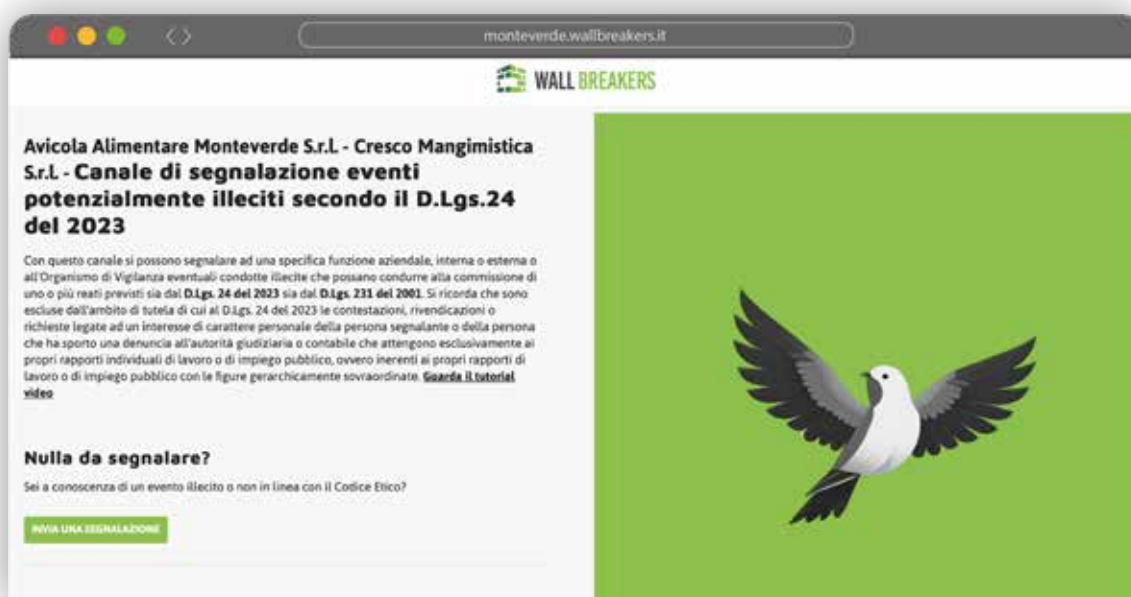 monteverde.wallbreakers.it
WALL BREAKERS
Avicola Alimentare Monteverde S.r.l. - Cresco Mangimistica
S.r.l. - Canale di segnalazione eventi
potenzialmente illeciti secondo il D.Lgs.24
del 2023
Con questo canale si possono segnalare ad una specifica funzione aziendale, interna o esterna o
all'Organismo di Vigilanza eventuali condotte illecite che possano condurre alla commissione di
uno o più reati previsti sia dal D.Lgs. 24 del 2023 sia dal D.Lgs. 231 del 2001. Si ricorda che sono
escluse dall'ambito di tutela di cui al D.Lgs. 24 del 2023 le contestazioni, rivendicazioni o
richieste legate ad un interesse di carattere personale della persona segnalante o della persona
che ha sporto una denuncia all'autorità giudiziaria o contabile che attengono esclusivamente ai
propri rapporti individuali di lavoro o di impiego pubblico, ovvero inerenti ai propri rapporti di
lavoro o di impiego pubblico con le figure gerarchicamente sovraordinate. Guarda il tutorial
video
Nulla da segnalare?
Sei a conoscenza di un evento illecito o non in linea con il Codice Etico?
INVIA UNA SEGNALAZIONE